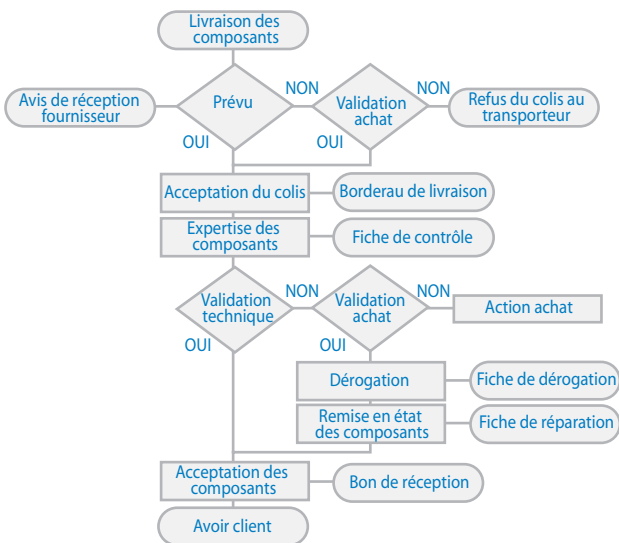 Livraison des
composants
Avis de réception
fournisseur
Prévu
NON
Validation
achat
NON
Refus du colis au
transporteur
OUI
OUI
Acceptation du colis
Borderau de livraison
Expertise des
composants
Fiche de contrôle
Validation
technique
NON
Validation
achat
NON
Action achat
OUI
OUI
Dérogation
Fiche de dérogation
Remise en état
des composants
Fiche de réparation
Acceptation des
composants
Bon de réception
Avoir client